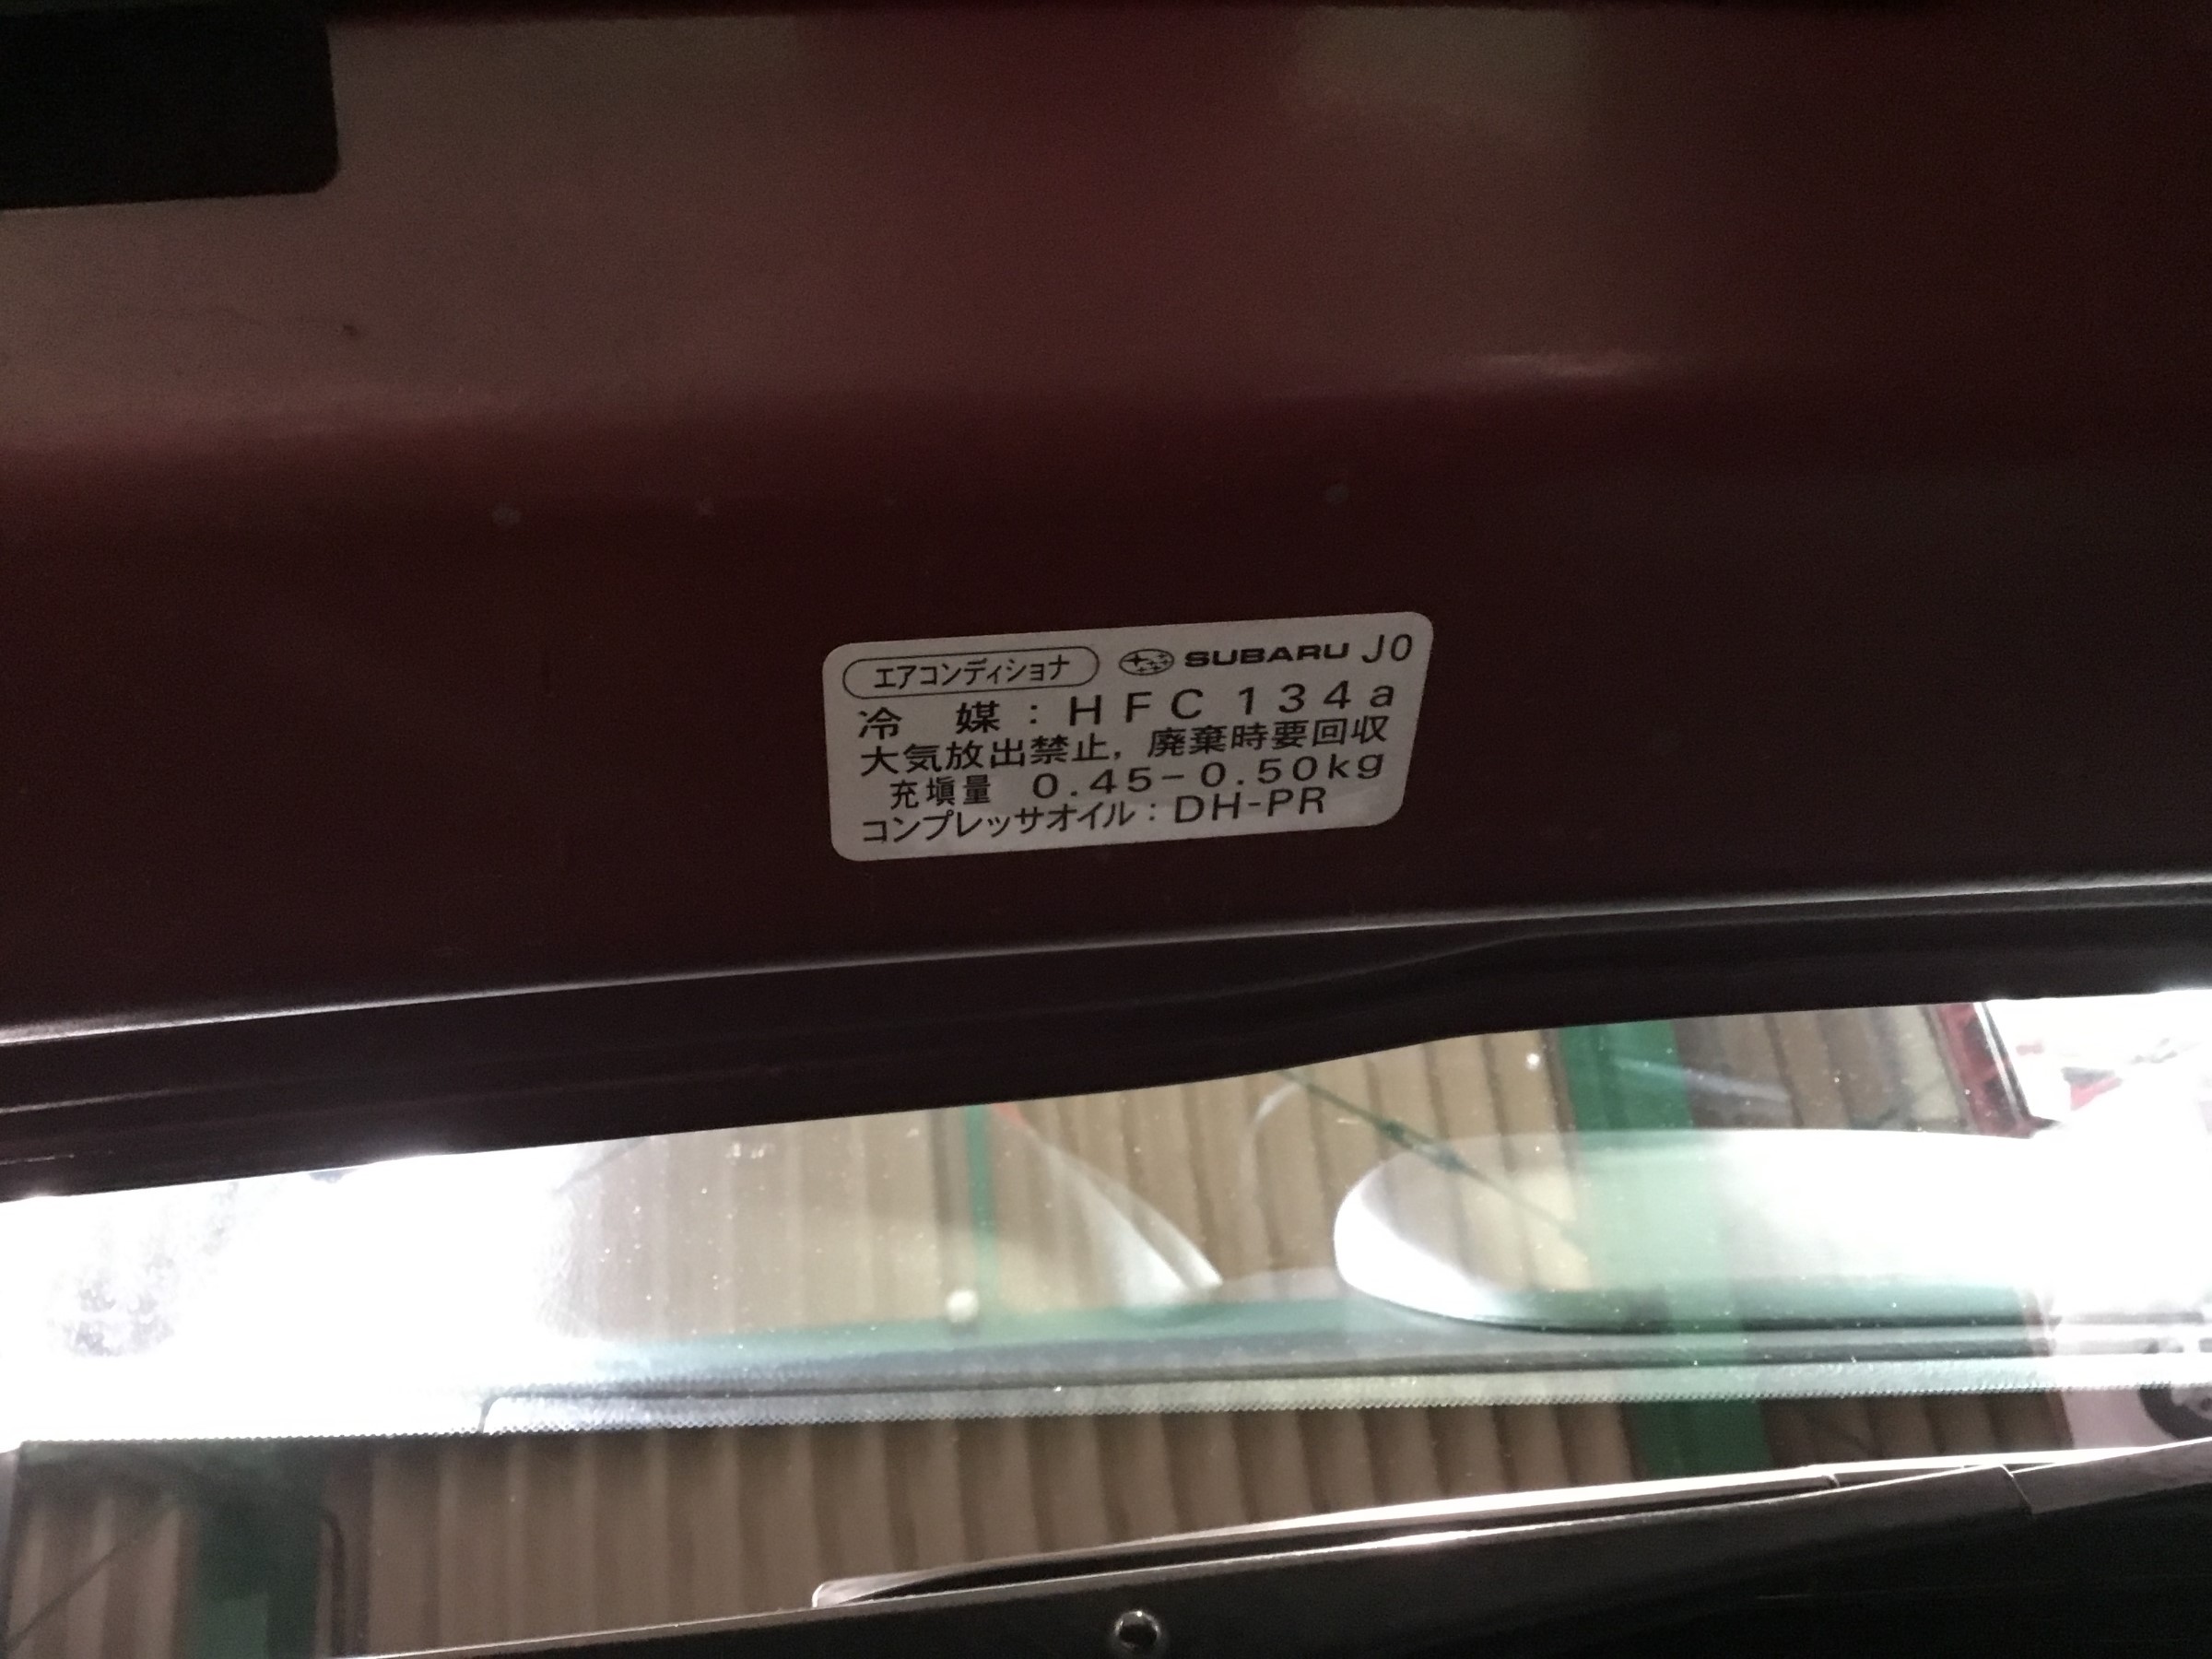 エアコンディショナ SUBARU J0
冷　媒：HFC 134a
大気放出禁止，廃棄時要回収
充塡量　0.45－0.50kg
コンプレッサオイル：DH-PR